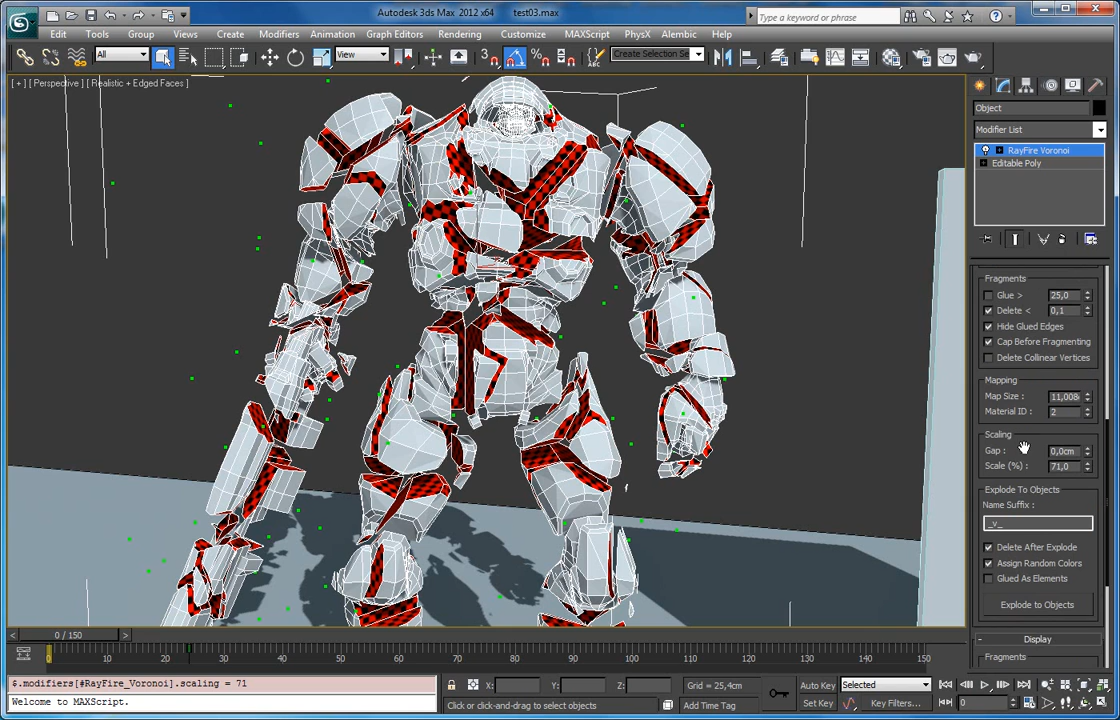 Autodesk 3ds Max 2012 x64 test03.max
Type a keyword or phrase
Edit Tools Group Views Create Modifiers Animation Graph Editors Rendering Customize MAXScript PhysX Alembic Help
All View 3 Create Selection Se
[ + ] [ Perspective ] [ Realistic + Edged Faces ]
Object
Modifier List
RayFire Voronoi
Editable Poly
Fragments
Glue > 25,0
Delete < 0,1
Hide Glued Edges
Cap Before Fragmenting
Delete Collinear Vertices
Mapping
Map Size : 11,008
Material ID : 2
Scaling
Gap : 0,0cm
Scale (%) : 71,0
Explode To Objects
Name Suffix :
_v_
Delete After Explode
Assign Random Colors
Glued As Elements
Explode to Objects
- Display
Fragments
< 0 / 150 >
0 10 20 30 40 50 60 70 80 90 100 110 120 130 140 150
$.modifiers[#RayFire_Voronoi].scaling = 71
Welcome to MAXScript.
X: Y: Z: Grid = 25,4cm
Click or click-and-drag to select objects
Add Time Tag
Auto Key Selected
Set Key Key Filters...
0